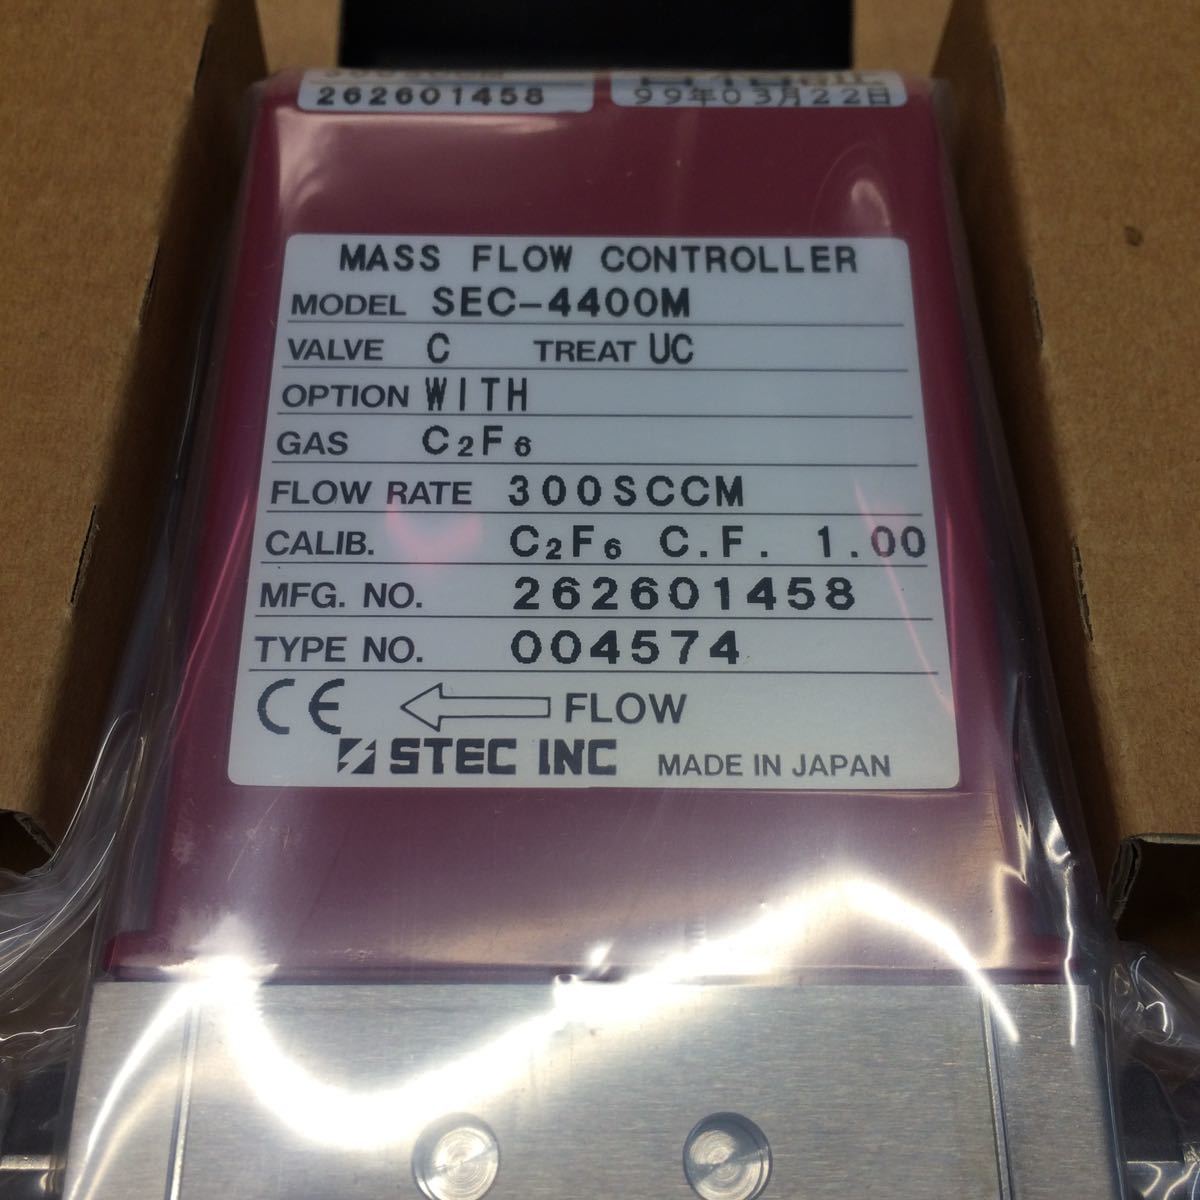 262601458
99年03月22日
MASS FLOW CONTROLLER
MODEL SEC-4400M
VALVE C TREAT UC
OPTION WITH
GAS C₂F₆
FLOW RATE 300SCCM
CALIB. C₂F₆ C.F. 1.00
MFG. NO. 262601458
TYPE NO. 004574
CE FLOW
STEC INC MADE IN JAPAN